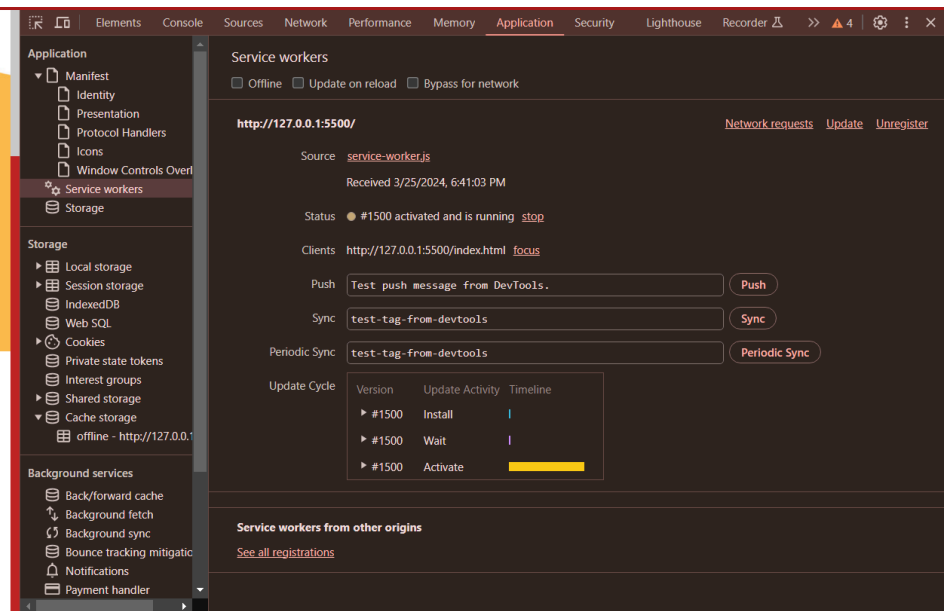 Elements Console Sources Network Performance Memory Application Security Lighthouse Recorder 4
Application
Manifest
Identity
Presentation
Protocol Handlers
Icons
Window Controls Overl
Service workers
Storage
Storage
Local storage
Session storage
IndexedDB
Web SQL
Cookies
Private state tokens
Interest groups
Shared storage
Cache storage
offline - http://127.0.0.1
Background services
Back/forward cache
Background fetch
Background sync
Bounce tracking mitigatio
Notifications
Payment handler
Service workers
Offline Update on reload Bypass for network
http://127.0.0.1:5500/ Network requests Update Unregister
Source service-worker.js
Received 3/25/2024, 6:41:03 PM
Status #1500 activated and is running stop
Clients http://127.0.0.1:5500/index.html focus
Push Test push message from DevTools. Push
Sync test-tag-from-devtools Sync
Periodic Sync test-tag-from-devtools Periodic Sync
Update Cycle Version Update Activity Timeline
#1500 Install
#1500 Wait
#1500 Activate
Service workers from other origins
See all registrations